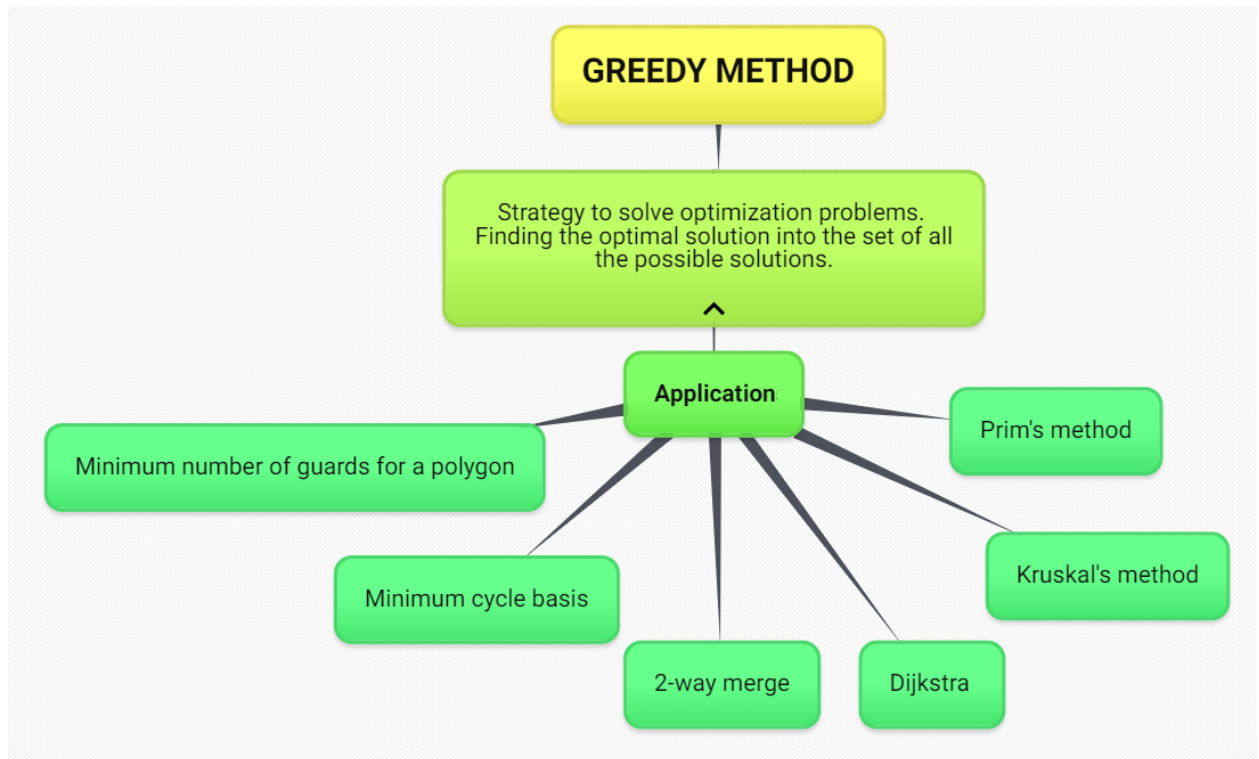 GREEDY METHOD
Strategy to solve optimization problems.
Finding the optimal solution into the set of all
the possible solutions.
Application
Prim's method
Minimum number of guards for a polygon
Kruskal's method
Minimum cycle basis
2-way merge
Dijkstra